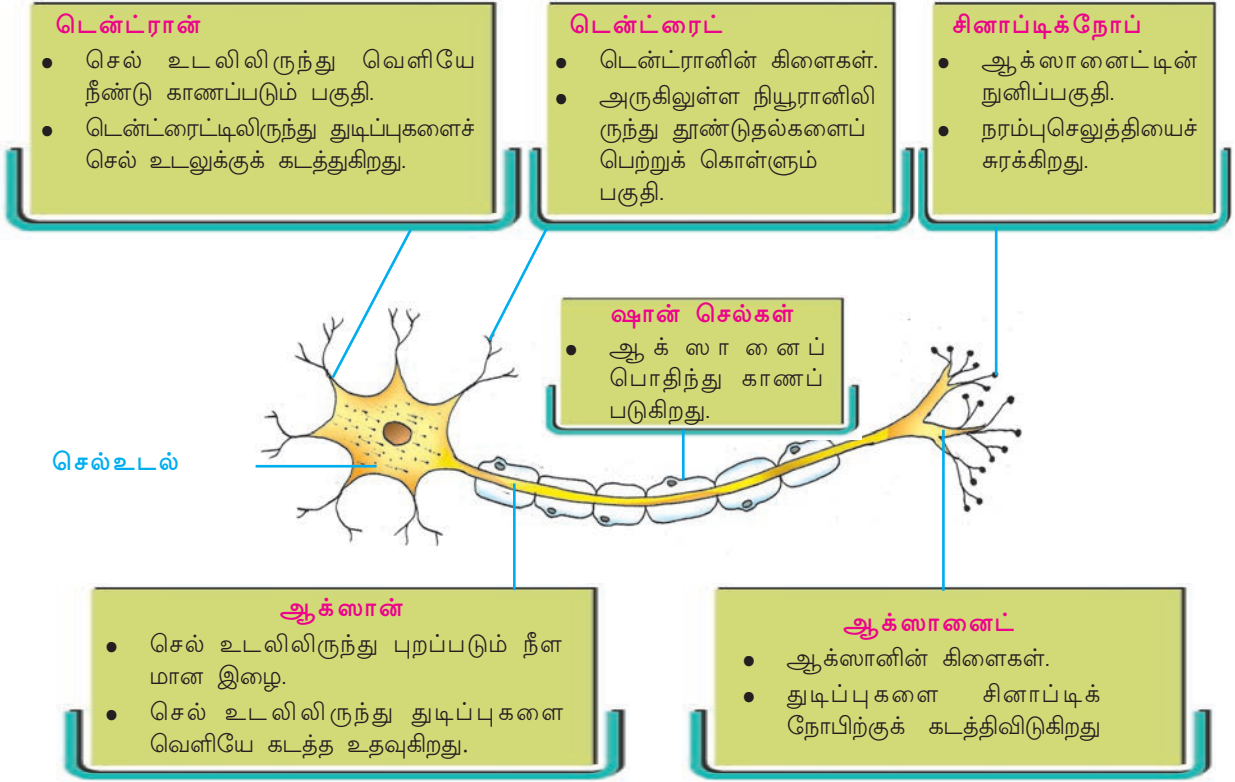 டென்ட்ரான்
● செல் உடலிலிருந்து வெளியே
நீண்டு காணப்படும் பகுதி.
● டென்ட்ரைட்டிலிருந்து துடிப்புகளைச்
செல் உடலுக்குக் கடத்துகிறது.
டென்ட்ரைட்
● டென்ட்ரானின் கிளைகள்.
● அருகிலுள்ள நியூரானிலி
ருந்து தூண்டுதல்களைப்
பெற்றுக் கொள்ளும்
பகுதி.
சினாப்டிக்நோப்
● ஆக்ஸானைட்டின்
நுனிப்பகுதி.
● நரம்புசெலுத்தியைச்
சுரக்கிறது.
ஷான் செல்கள்
● ஆக்ஸானைப்
பொதிந்து காணப்
படுகிறது.
செல்உடல்
ஆக்ஸான்
● செல் உடலிலிருந்து புறப்படும் நீள
மான இழை.
● செல் உடலிலிருந்து துடிப்புகளை
வெளியே கடத்த உதவுகிறது.
ஆக்ஸானைட்
● ஆக்ஸானின் கிளைகள்.
● துடிப்புகளை சினாப்டிக்
நோபிற்குக் கடத்திவிடுகிறது